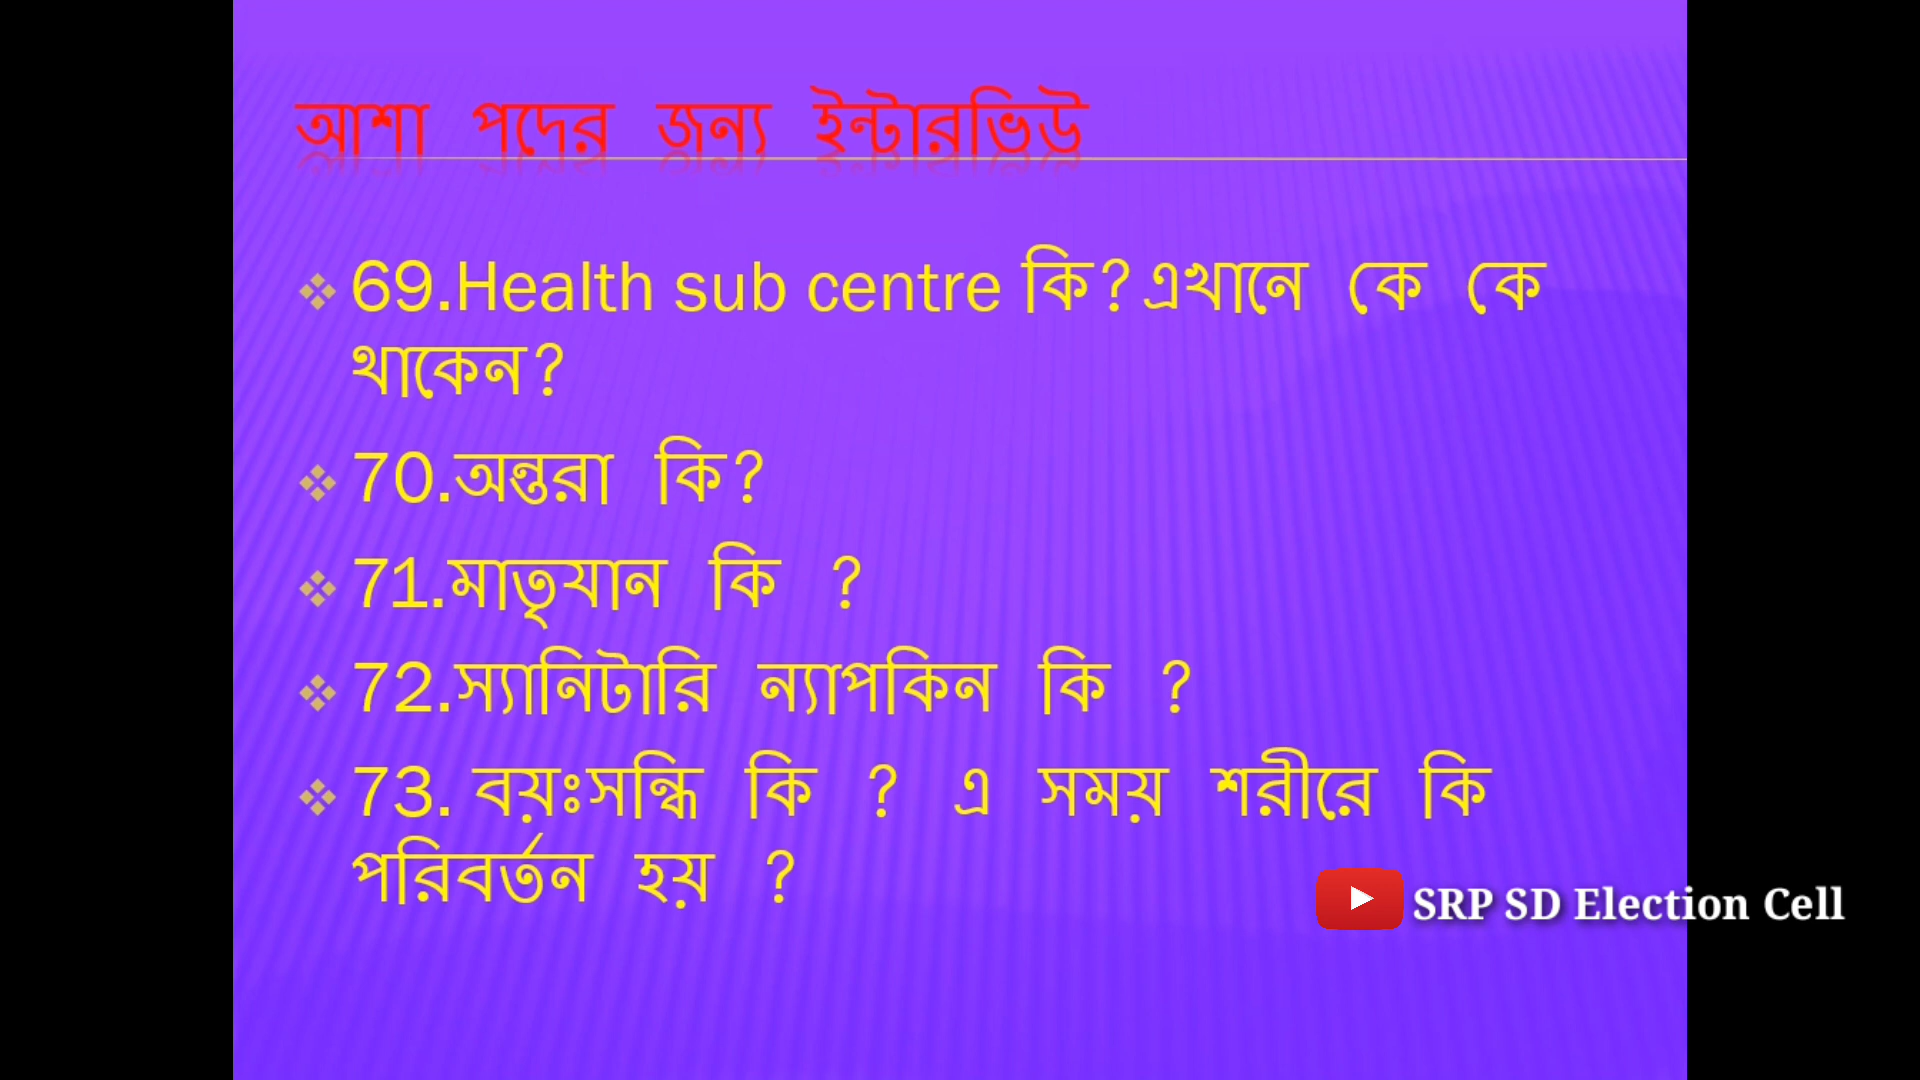 আশা পদের জন্য ইন্টারভিউ
69.Health sub centre কি?এখানে কে কে
থাকেন?
70.অন্তরা কি?
71.মাতৃযান কি ?
72.স্যানিটারি ন্যাপকিন কি ?
73. বয়ঃসন্ধি কি ? এ সময় শরীরে কি
পরিবর্তন হয় ?
SRP SD Election Cell